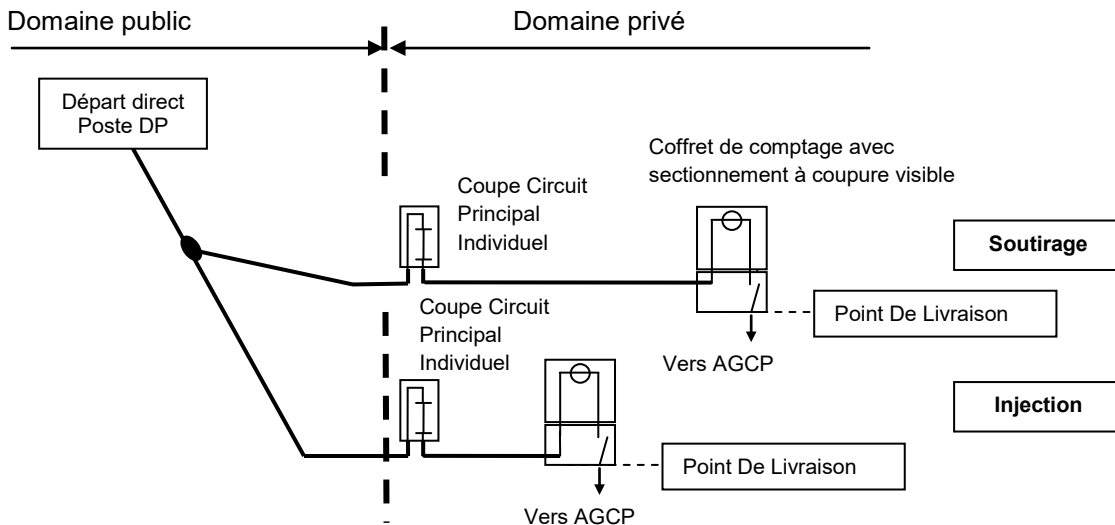 Domaine public
Domaine privé
Départ direct
Poste DP
Coffret de comptage avec
sectionnement à coupure visible
Coupe Circuit
Principal
Individuel
Soutirage
Point De Livraison
Vers AGCP
Coupe Circuit
Principal
Individuel
Injection
Point De Livraison
Vers AGCP